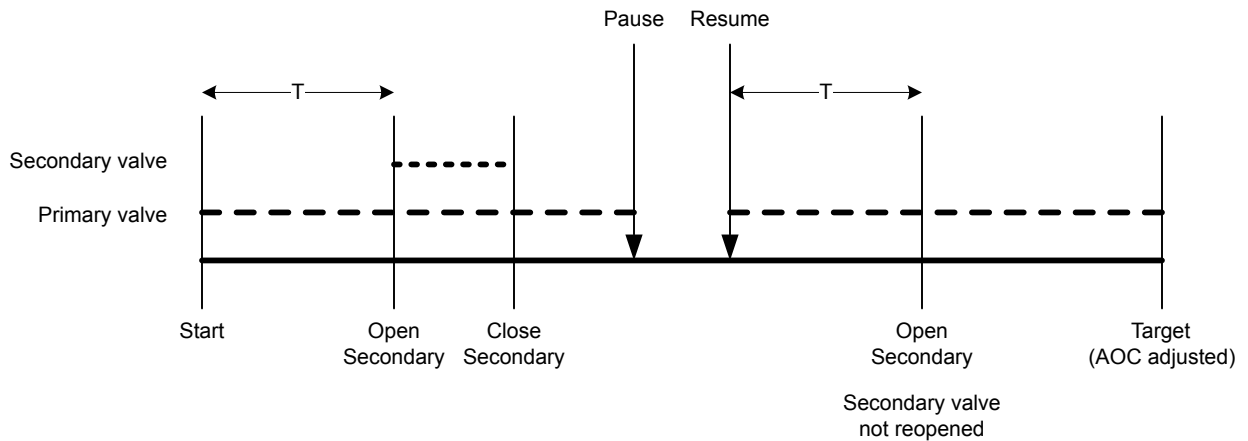 Pause
Resume
T
T
Secondary valve
Primary valve
Start
Open
Secondary
Close
Secondary
Open
Secondary
Target
(AOC adjusted)
Secondary valve
not reopened